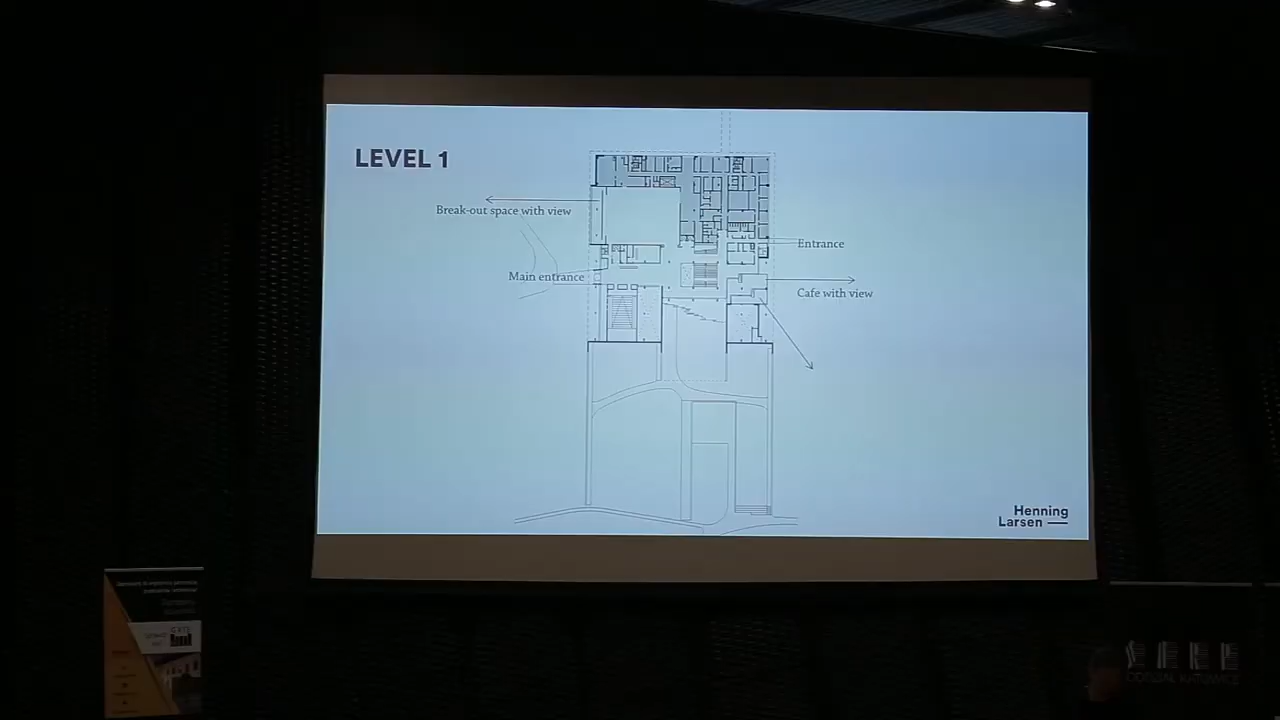 LEVEL 1
Break-out space with view
Entrance
Main entrance
Cafe with view
Henning
Larsen